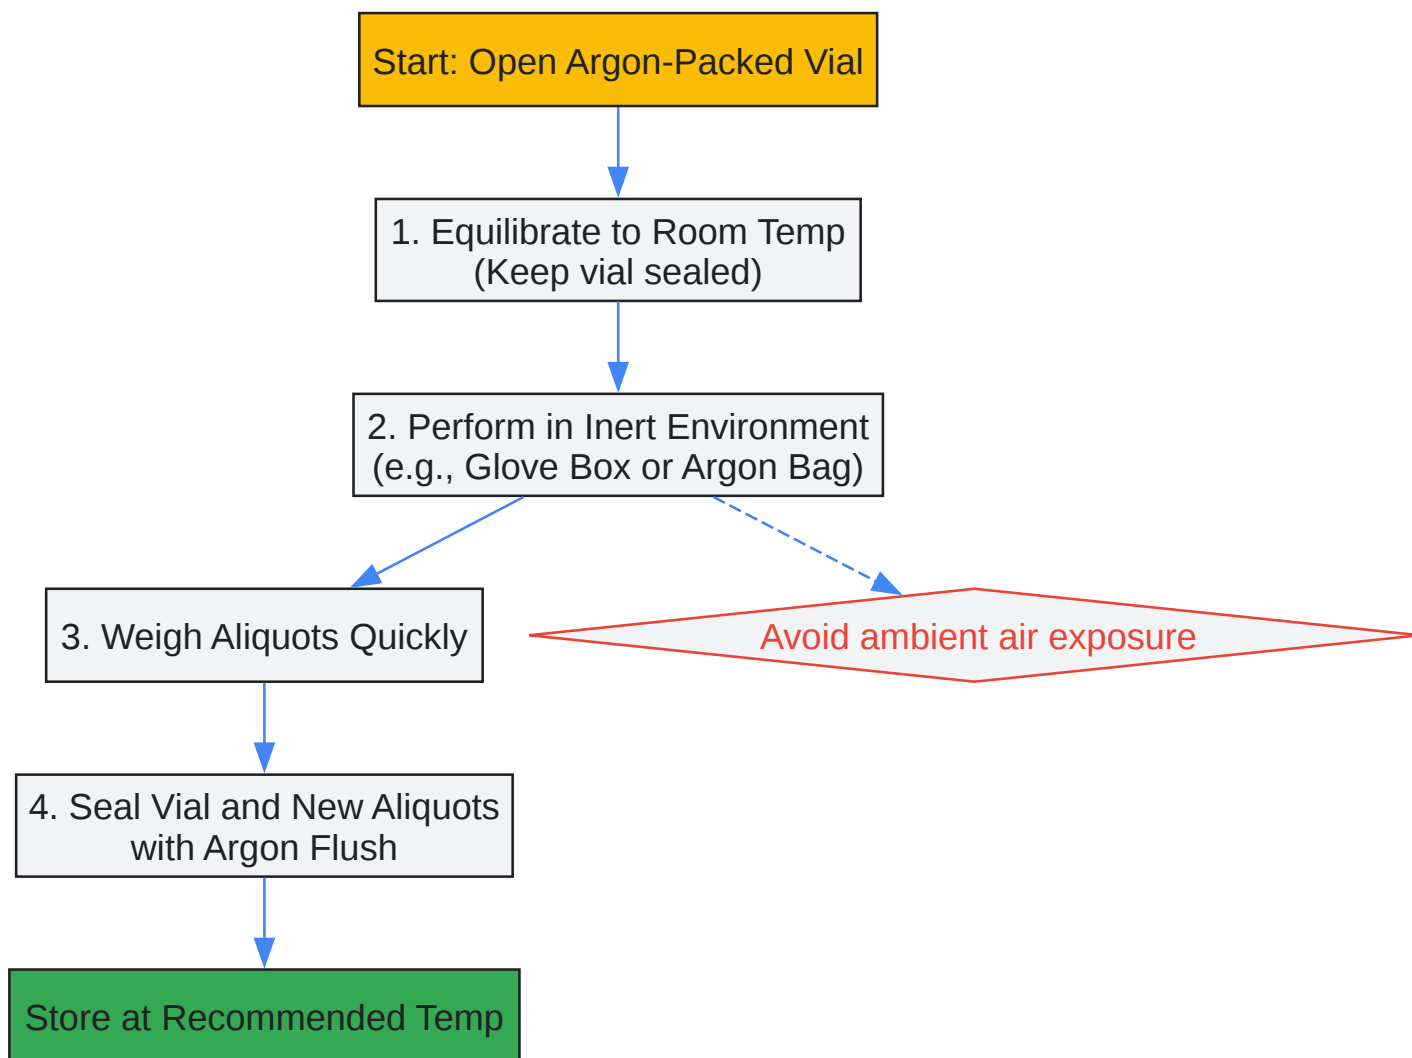 Start: Open Argon-Packed Vial
1. Equilibrate to Room Temp
(Keep vial sealed)
2. Perform in Inert Environment
(e.g., Glove Box or Argon Bag)
3. Weigh Aliquots Quickly
Avoid ambient air exposure
4. Seal Vial and New Aliquots
with Argon Flush
Store at Recommended Temp